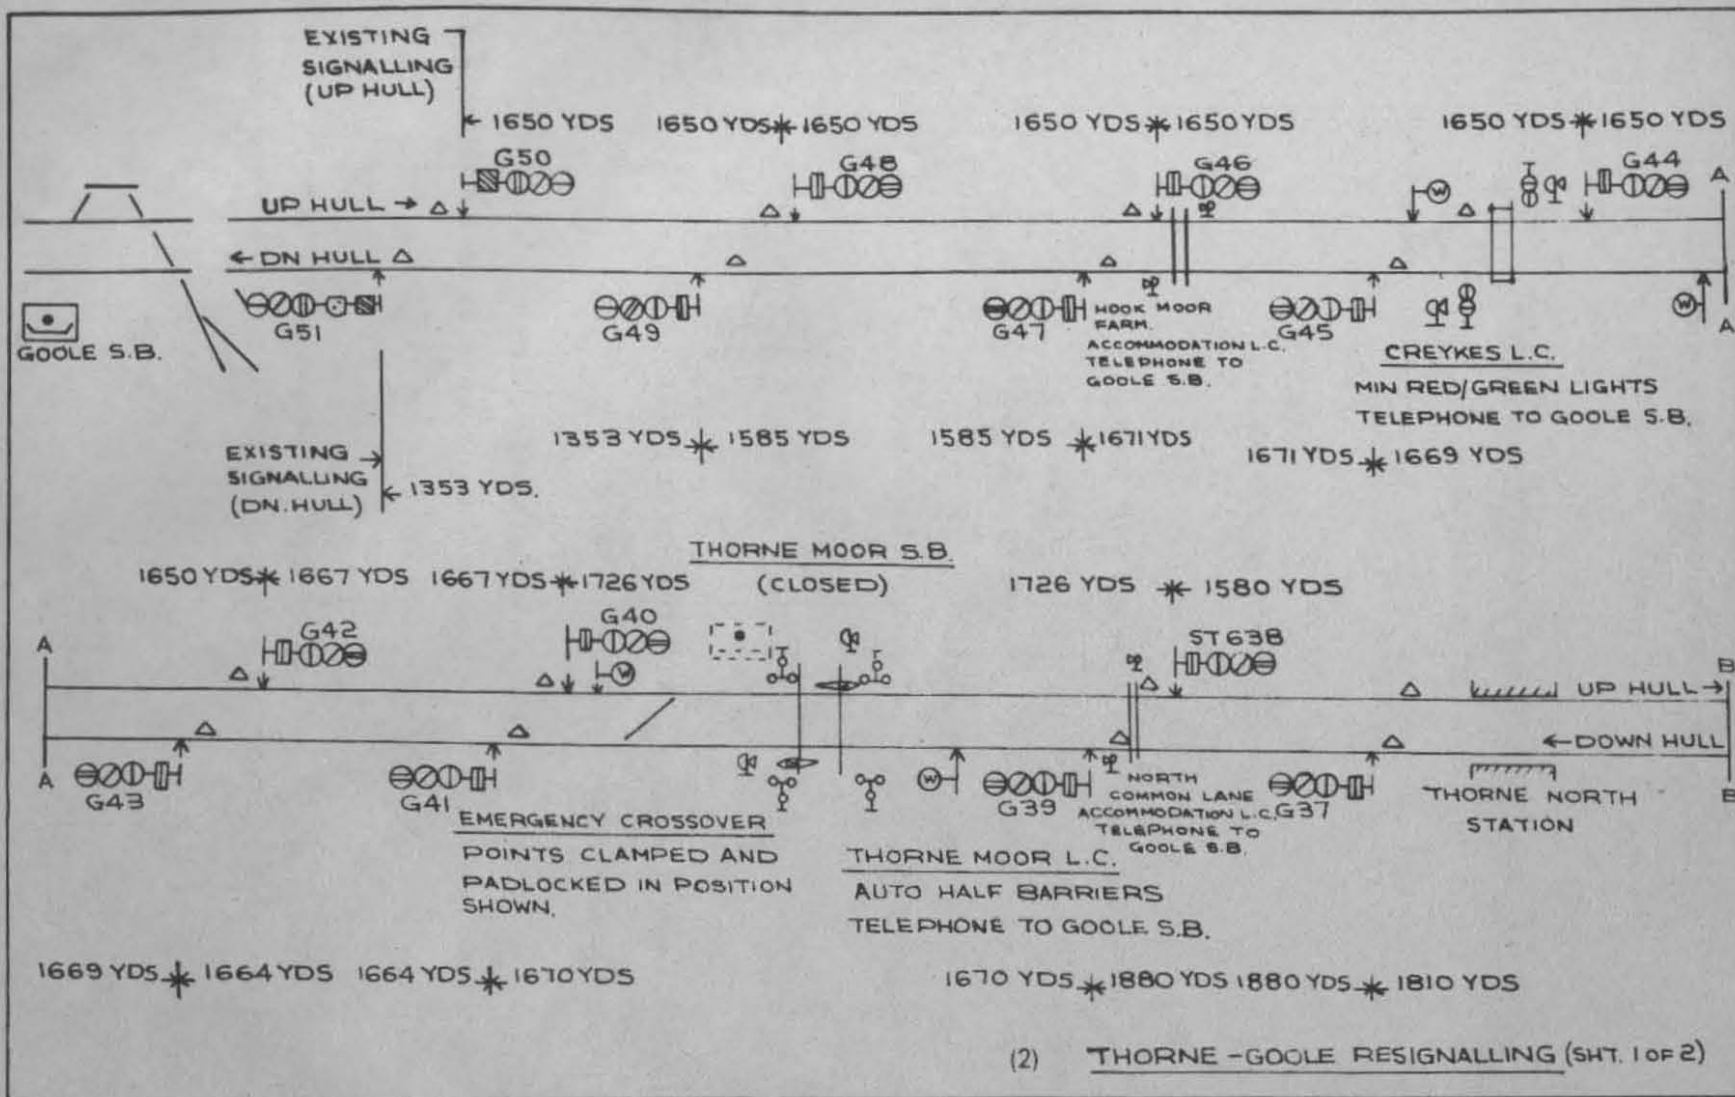 EXISTING
SIGNALLING
(UP HULL)
← 1650 YDS
1650 YDS * 1650 YDS
1650 YDS * 1650 YDS
1650 YDS * 1650 YDS
G50
G48
G46
G44
A
UP HULL →
W
← DN HULL
W
G51
G49
G47
G45
A
GOOLE S.B.
HOOK MOOR
FARM.
ACCOMMODATION L.C.
TELEPHONE TO
GOOLE S.B.
CREYKES L.C.
MIN RED/GREEN LIGHTS
TELEPHONE TO GOOLE S.B.
1353 YDS * 1585 YDS
1585 YDS * 1671 YDS
1671 YDS * 1669 YDS
EXISTING →
SIGNALLING
(DN. HULL)
← 1353 YDS.
THORNE MOOR S.B.
(CLOSED)
1650 YDS * 1667 YDS
1667 YDS * 1726 YDS
1726 YDS * 1580 YDS
A
G42
G40
W
ST 638
B
UP HULL →
← DOWN HULL
A
G43
G41
W
G39
G37
B
EMERGENCY CROSSOVER
POINTS CLAMPED AND
PADLOCKED IN POSITION
SHOWN.
THORNE MOOR L.C.
AUTO HALF BARRIERS
TELEPHONE TO GOOLE S.B.
NORTH
COMMON LANE
ACCOMMODATION L.C.
TELEPHONE TO
GOOLE S.B.
THORNE NORTH
STATION
1669 YDS * 1664 YDS
1664 YDS * 1670 YDS
1670 YDS * 1880 YDS
1880 YDS * 1810 YDS
(2) THORNE - GOOLE RESIGNALLING (SHT. 1 OF 2)